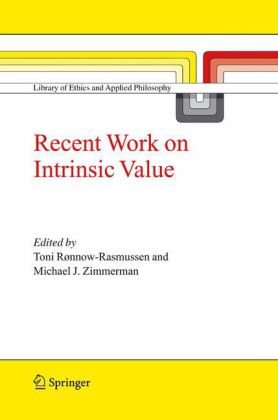 Library of Ethics and Applied Philosophy
Recent Work on
Intrinsic Value
Edited by
Toni Rønnow-Rasmussen and
Michael J. Zimmerman
Springer